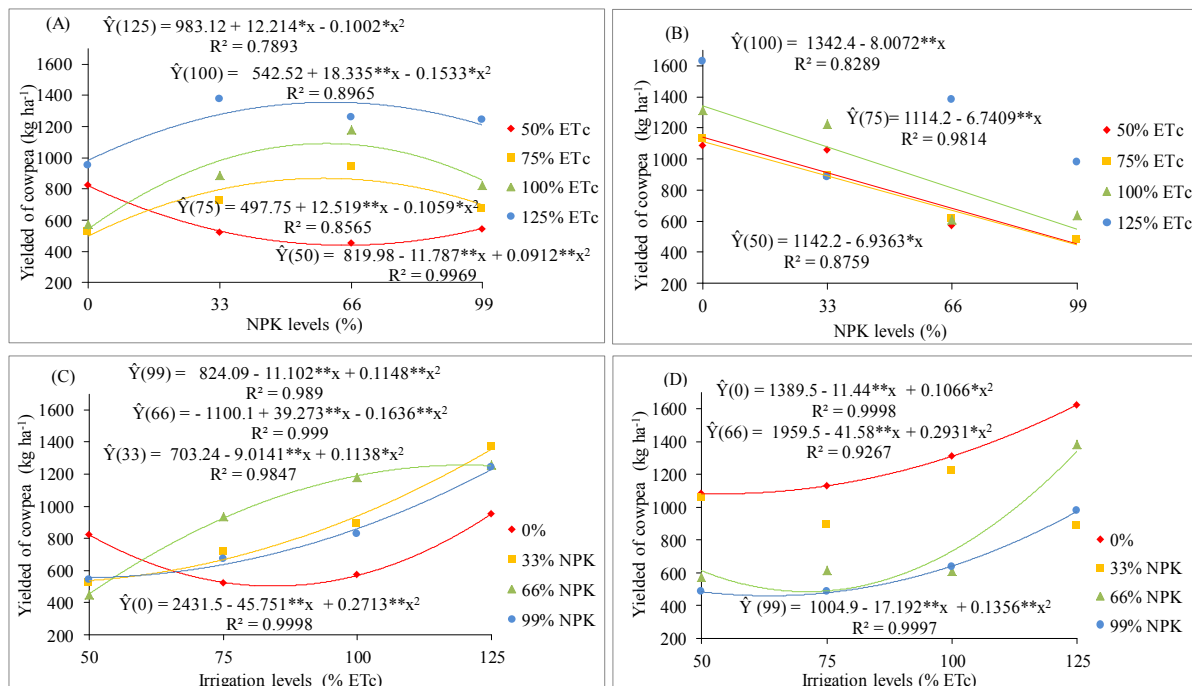 (A)
Ŷ(125) = 983.12 + 12.214*x - 0.1002*x²
R² = 0.7893
Ŷ(100) = 542.52 + 18.335**x - 0.1533*x²
R² = 0.8965
Ŷ(75) = 497.75 + 12.519**x - 0.1059*x²
R² = 0.8565
Ŷ(50) = 819.98 - 11.787**x + 0.0912**x²
R² = 0.9969
Yielded of cowpea (kg ha⁻¹)
1800
1600
1400
1200
1000
800
600
400
200
0 33 66 99
NPK levels (%)
50% ETc
75% ETc
100% ETc
125% ETc
(B)
Ŷ(100) = 1342.4 - 8.0072**x
R² = 0.8289
Ŷ(75) = 1114.2 - 6.7409**x
R² = 0.9814
Ŷ(50) = 1142.2 - 6.9363*x
R² = 0.8759
Yielded of cowpea (kg ha⁻¹)
1800
1600
1400
1200
1000
800
600
400
200
0 33 66 99
NPK levels (%)
50% ETc
75% ETc
100% ETc
125% ETc
(C)
Ŷ(99) = 824.09 - 11.102**x + 0.1148**x²
R² = 0.989
Ŷ(66) = - 1100.1 + 39.273**x - 0.1636**x²
R² = 0.999
Ŷ(33) = 703.24 - 9.0141**x + 0.1138*x²
R² = 0.9847
Ŷ(0) = 2431.5 - 45.751**x + 0.2713**x²
R² = 0.9998
Yielded of cowpea (kg ha⁻¹)
1800
1600
1400
1200
1000
800
600
400
200
50 75 100 125
Irrigation levels (% ETc)
0%
33% NPK
66% NPK
99% NPK
(D)
Ŷ(0) = 1389.5 - 11.44**x + 0.1066*x²
R² = 0.9998
Ŷ(66) = 1959.5 - 41.58**x + 0.2931*x²
R² = 0.9267
Ŷ (99) = 1004.9 - 17.192**x + 0.1356**x²
R² = 0.9997
Yielded of cowpea (kg ha⁻¹)
1800
1600
1400
1200
1000
800
600
400
200
50 75 100 125
Irrigation levels (% ETc)
0%
33% NPK
66% NPK
99% NPK